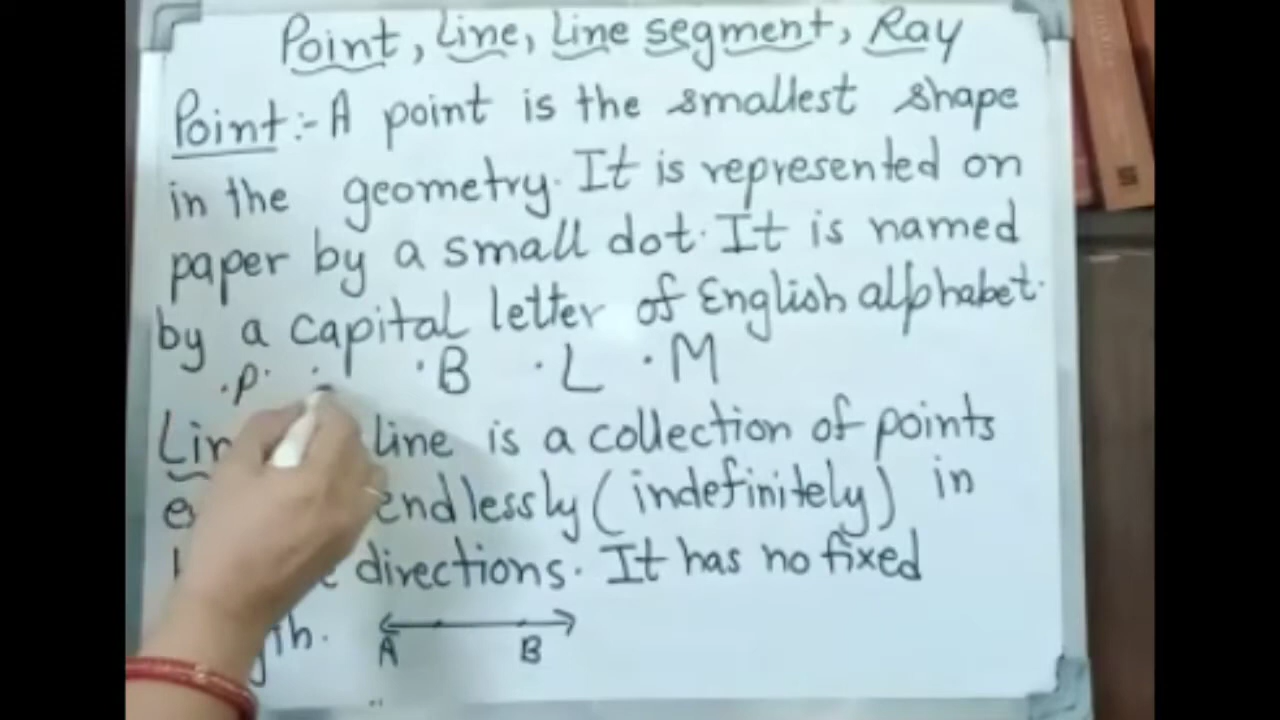 Point, Line, Line segment, Ray
Point:- A point is the smallest shape
in the geometry. It is represented on
paper by a small dot. It is named
by a capital letter of English alphabet.
.P. . .B .L .M
Lin line is a collection of points
endlessly (indefinitely) in
directions. It has no fixed
th.
A B